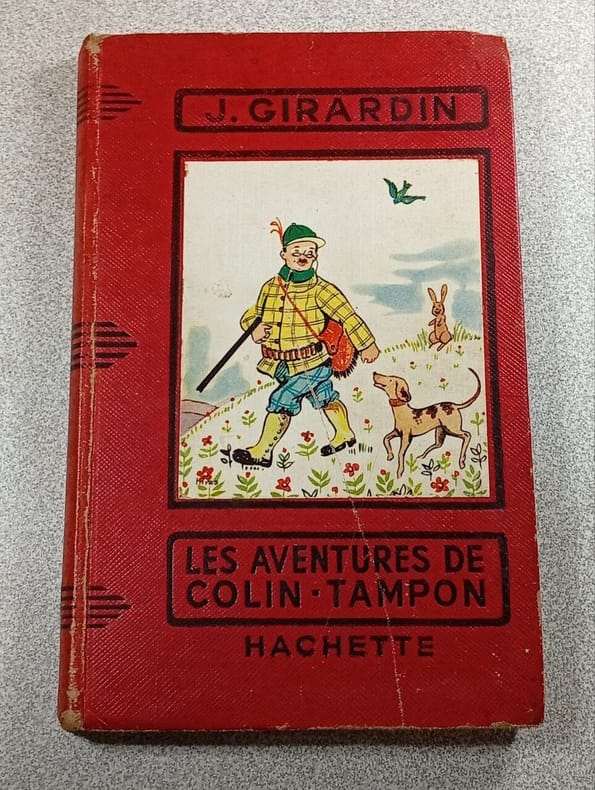 J. GIRARDIN
LES AVENTURES DE
COLIN-TAMPON
HACHETTE